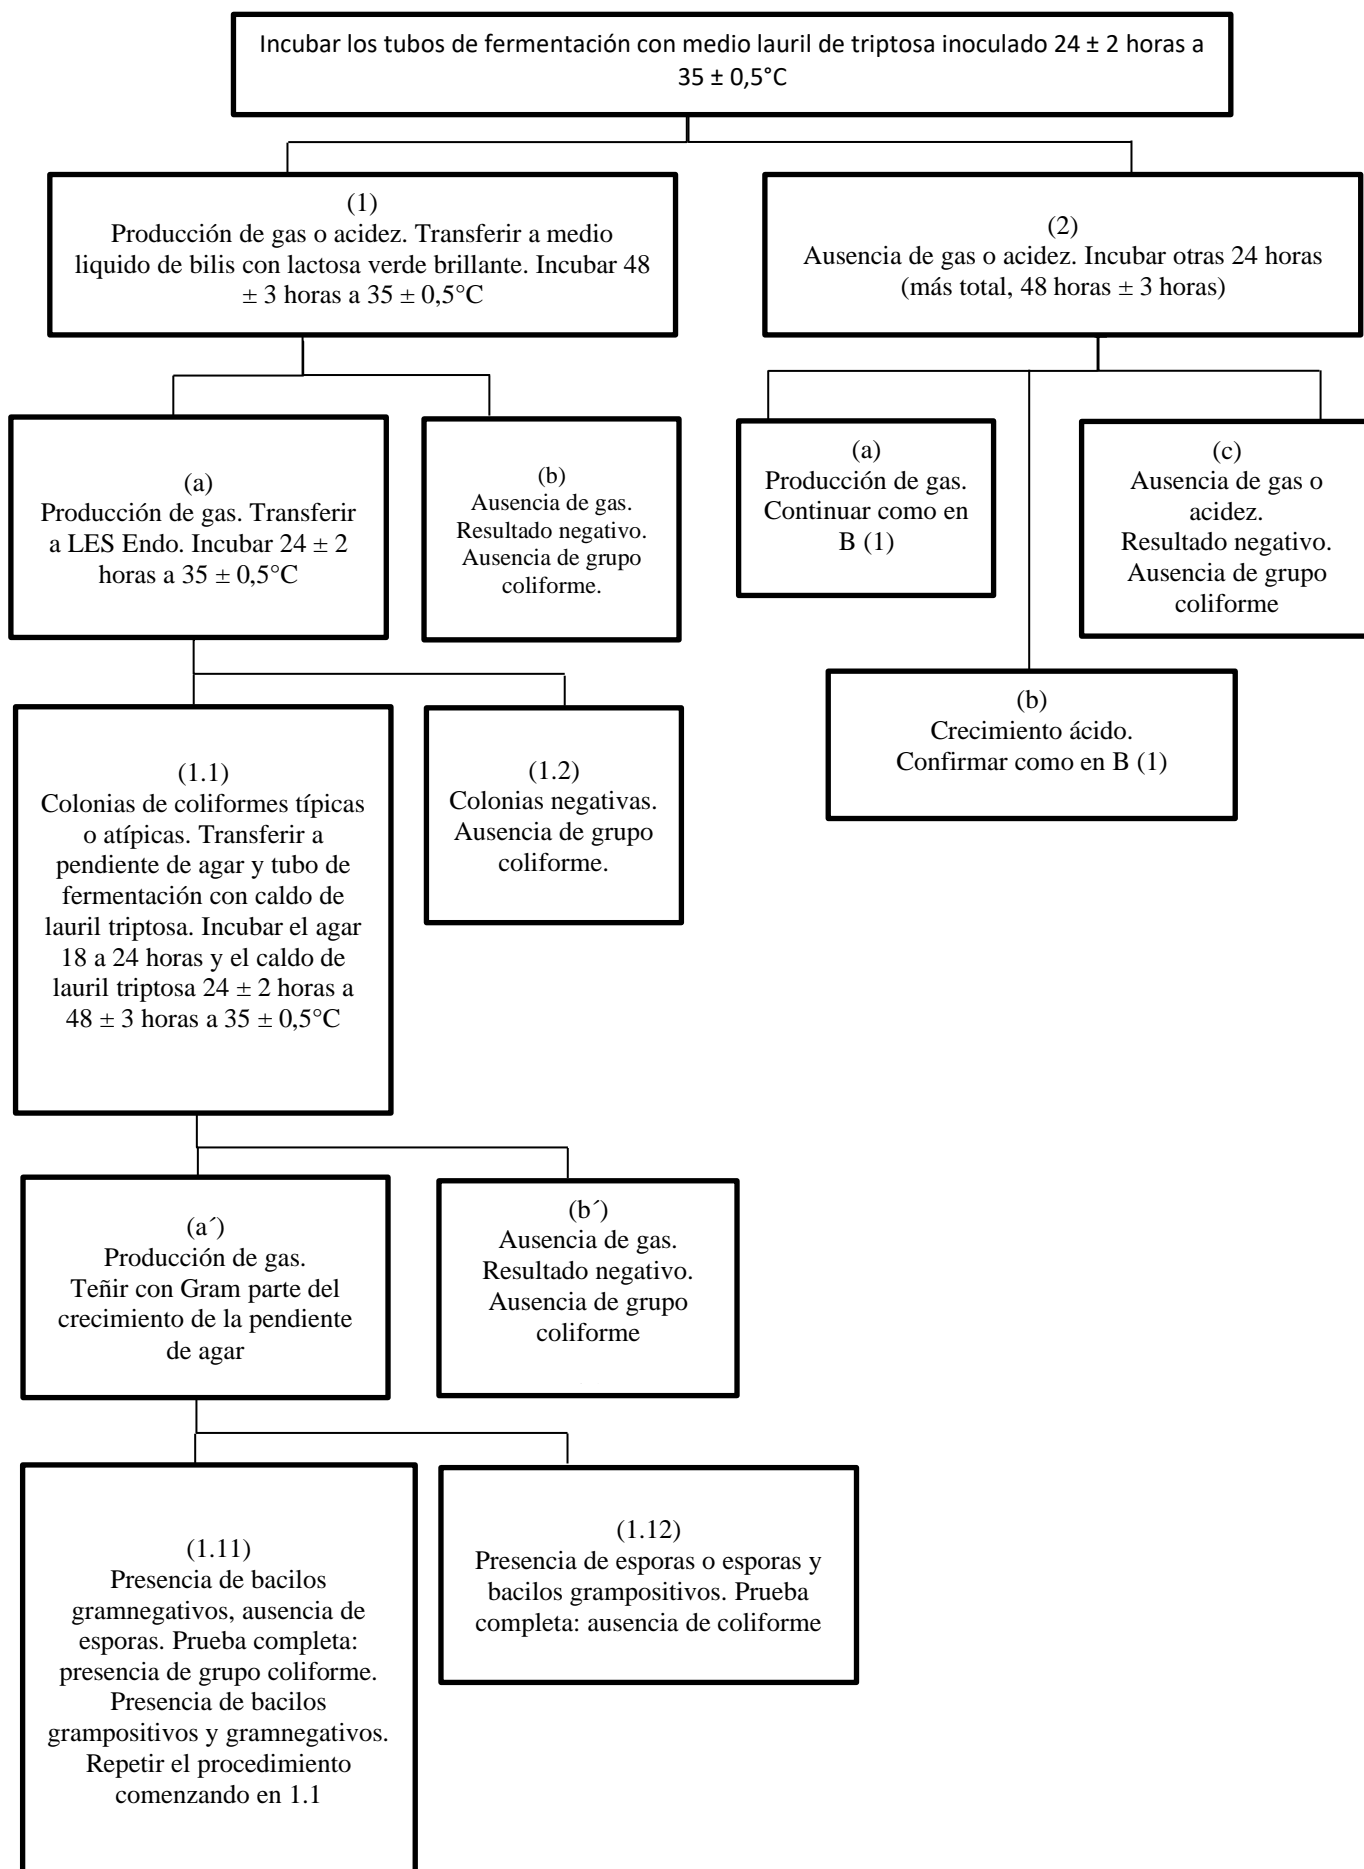 Incubar los tubos de fermentación con medio lauril de triptosa inoculado 24 ± 2 horas a
35 ± 0,5°C
(1)
Producción de gas o acidez. Transferir a medio
liquido de bilis con lactosa verde brillante. Incubar 48
± 3 horas a 35 ± 0,5°C
(2)
Ausencia de gas o acidez. Incubar otras 24 horas
(más total, 48 horas ± 3 horas)
(a)
Producción de gas. Transferir
a LES Endo. Incubar 24 ± 2
horas a 35 ± 0,5°C
(b)
Ausencia de gas.
Resultado negativo.
Ausencia de grupo
coliforme.
(a)
Producción de gas.
Continuar como en
B (1)
(c)
Ausencia de gas o
acidez.
Resultado negativo.
Ausencia de grupo
coliforme
(b)
Crecimiento ácido.
Confirmar como en B (1)
(1.1)
Colonias de coliformes típicas
o atípicas. Transferir a
pendiente de agar y tubo de
fermentación con caldo de
lauril triptosa. Incubar el agar
18 a 24 horas y el caldo de
lauril triptosa 24 ± 2 horas a
48 ± 3 horas a 35 ± 0,5°C
(1.2)
Colonias negativas.
Ausencia de grupo
coliforme.
(a´)
Producción de gas.
Teñir con Gram parte del
crecimiento de la pendiente
de agar
(b´)
Ausencia de gas.
Resultado negativo.
Ausencia de grupo
coliforme
(1.11)
Presencia de bacilos
gramnegativos, ausencia de
esporas. Prueba completa:
presencia de grupo coliforme.
Presencia de bacilos
grampositivos y gramnegativos.
Repetir el procedimiento
comenzando en 1.1
(1.12)
Presencia de esporas o esporas y
bacilos grampositivos. Prueba
completa: ausencia de coliforme